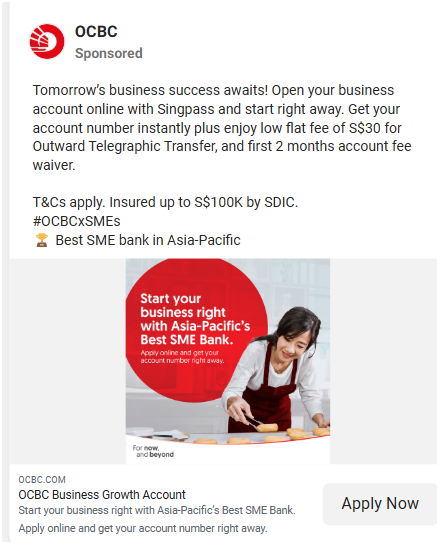 OCBC
Sponsored
Tomorrow's business success awaits! Open your business
account online with Singpass and start right away. Get your
account number instantly plus enjoy low flat fee of S$30 for
Outward Telegraphic Transfer, and first 2 months account fee
waiver.
T&Cs apply. Insured up to S$100K by SDIC.
#OCBCxSMEs
🏆 Best SME bank in Asia-Pacific
Start your
business right
with Asia-Pacific's
Best SME Bank.
Apply online and get your
account number right away.
For now,
and beyond
OCBC.COM
OCBC Business Growth Account
Start your business right with Asia-Pacific's Best SME Bank.
Apply online and get your account number right away.
Apply Now